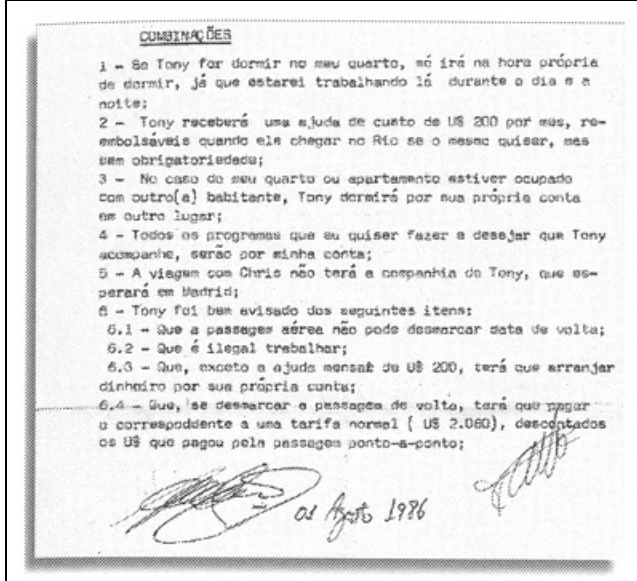 COMBINAÇÕES
1 - Se Tony for dormir no meu quarto, só irá na hora própria
de dormir, já que estarei trabalhando lá durante o dia e a
noite;
2 - Tony receberá uma ajuda de custo de U$ 200 por mes, re-
embolsáveis quando ele chegar no Rio se o mesmo quiser, mas
sem obrigatoriedade;
3 - No caso do meu quarto ou apartamento estiver ocupado
com outro(a) babitante, Tony dormirá por sua própria conta
em outro lugar;
4 - Todos os programas que eu quiser fazer e desejar que Tony
acompanhe, serão por minha conta;
5 - A viagem com Chris não terá a companhia de Tony, que es-
perará em Madrid;
6 - Tony foi bem avisado dos seguintes itens:
6.1 - Que a passagem aérea não pode desmarcar data de volta;
6.2 - Que é ilegal trabalhar;
6.3 - Que, exceto a ajuda mensal de U$ 200, terá que arranjar
dinheiro por sua própria conta;
6.4 - Que, se desmarcar a passagem de volta, terá que pagar
o correspoddente a uma tarifa normal ( U$ 2.080), descontados
os U$ que pagou pela passagem ponto-a-ponto;
01 Agosto 1986